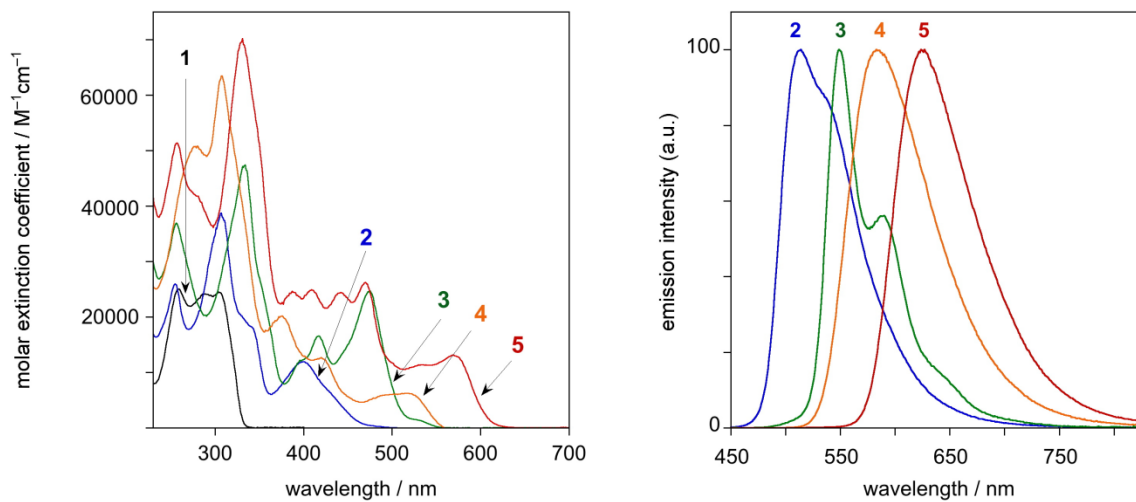 1
2
3
4
5
molar extinction coefficient / M⁻¹cm⁻¹
60000
40000
20000
300 400 500 600 700
wavelength / nm
2 3 4 5
emission intensity (a.u.)
100
0
450 550 650 750
wavelength / nm